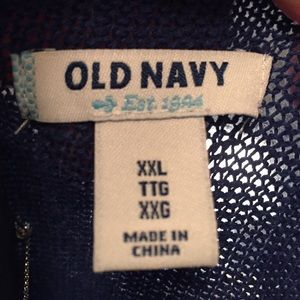 OLD NAVY
Est. 1994
XXL
TTG
XXG
MADE IN
CHINA